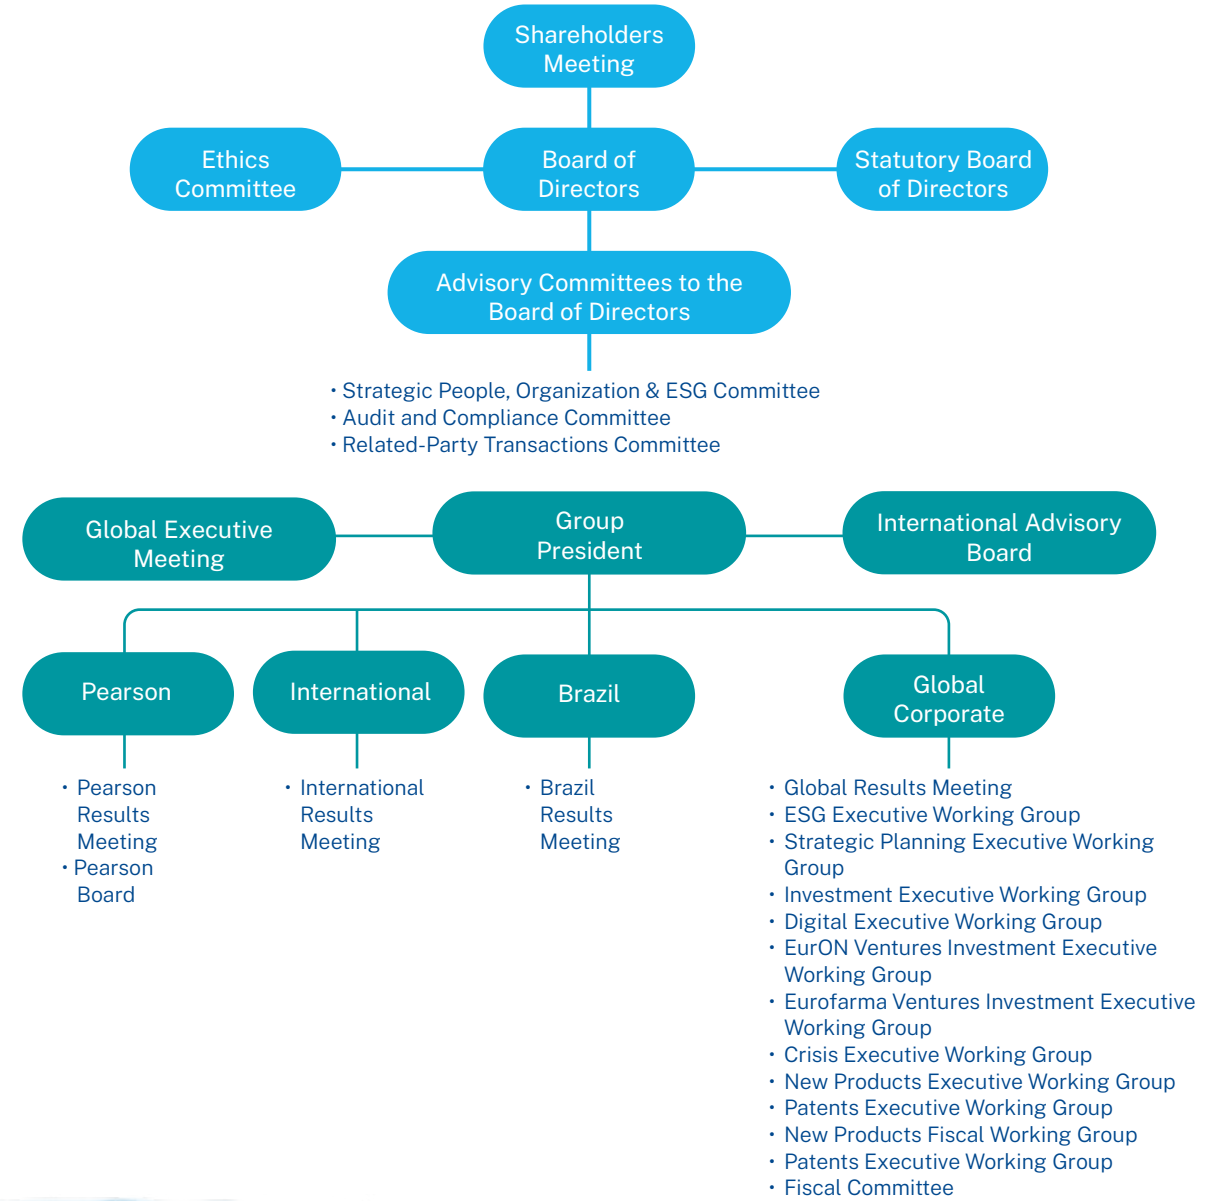 Shareholders
Meeting
Ethics
Committee
Board of
Directors
Statutory Board
of Directors
Advisory Committees to the
Board of Directors
• Strategic People, Organization & ESG Committee
• Audit and Compliance Committee
• Related-Party Transactions Committee
Global Executive
Meeting
Group
President
International Advisory
Board
Pearson
International
Brazil
Global
Corporate
• Pearson
Results
Meeting
• Pearson
Board
• International
Results
Meeting
• Brazil
Results
Meeting
• Global Results Meeting
• ESG Executive Working Group
• Strategic Planning Executive Working
Group
• Investment Executive Working Group
• Digital Executive Working Group
• EurON Ventures Investment Executive
Working Group
• Eurofarma Ventures Investment Executive
Working Group
• Crisis Executive Working Group
• New Products Executive Working Group
• Patents Executive Working Group
• New Products Fiscal Working Group
• Patents Executive Working Group
• Fiscal Committee